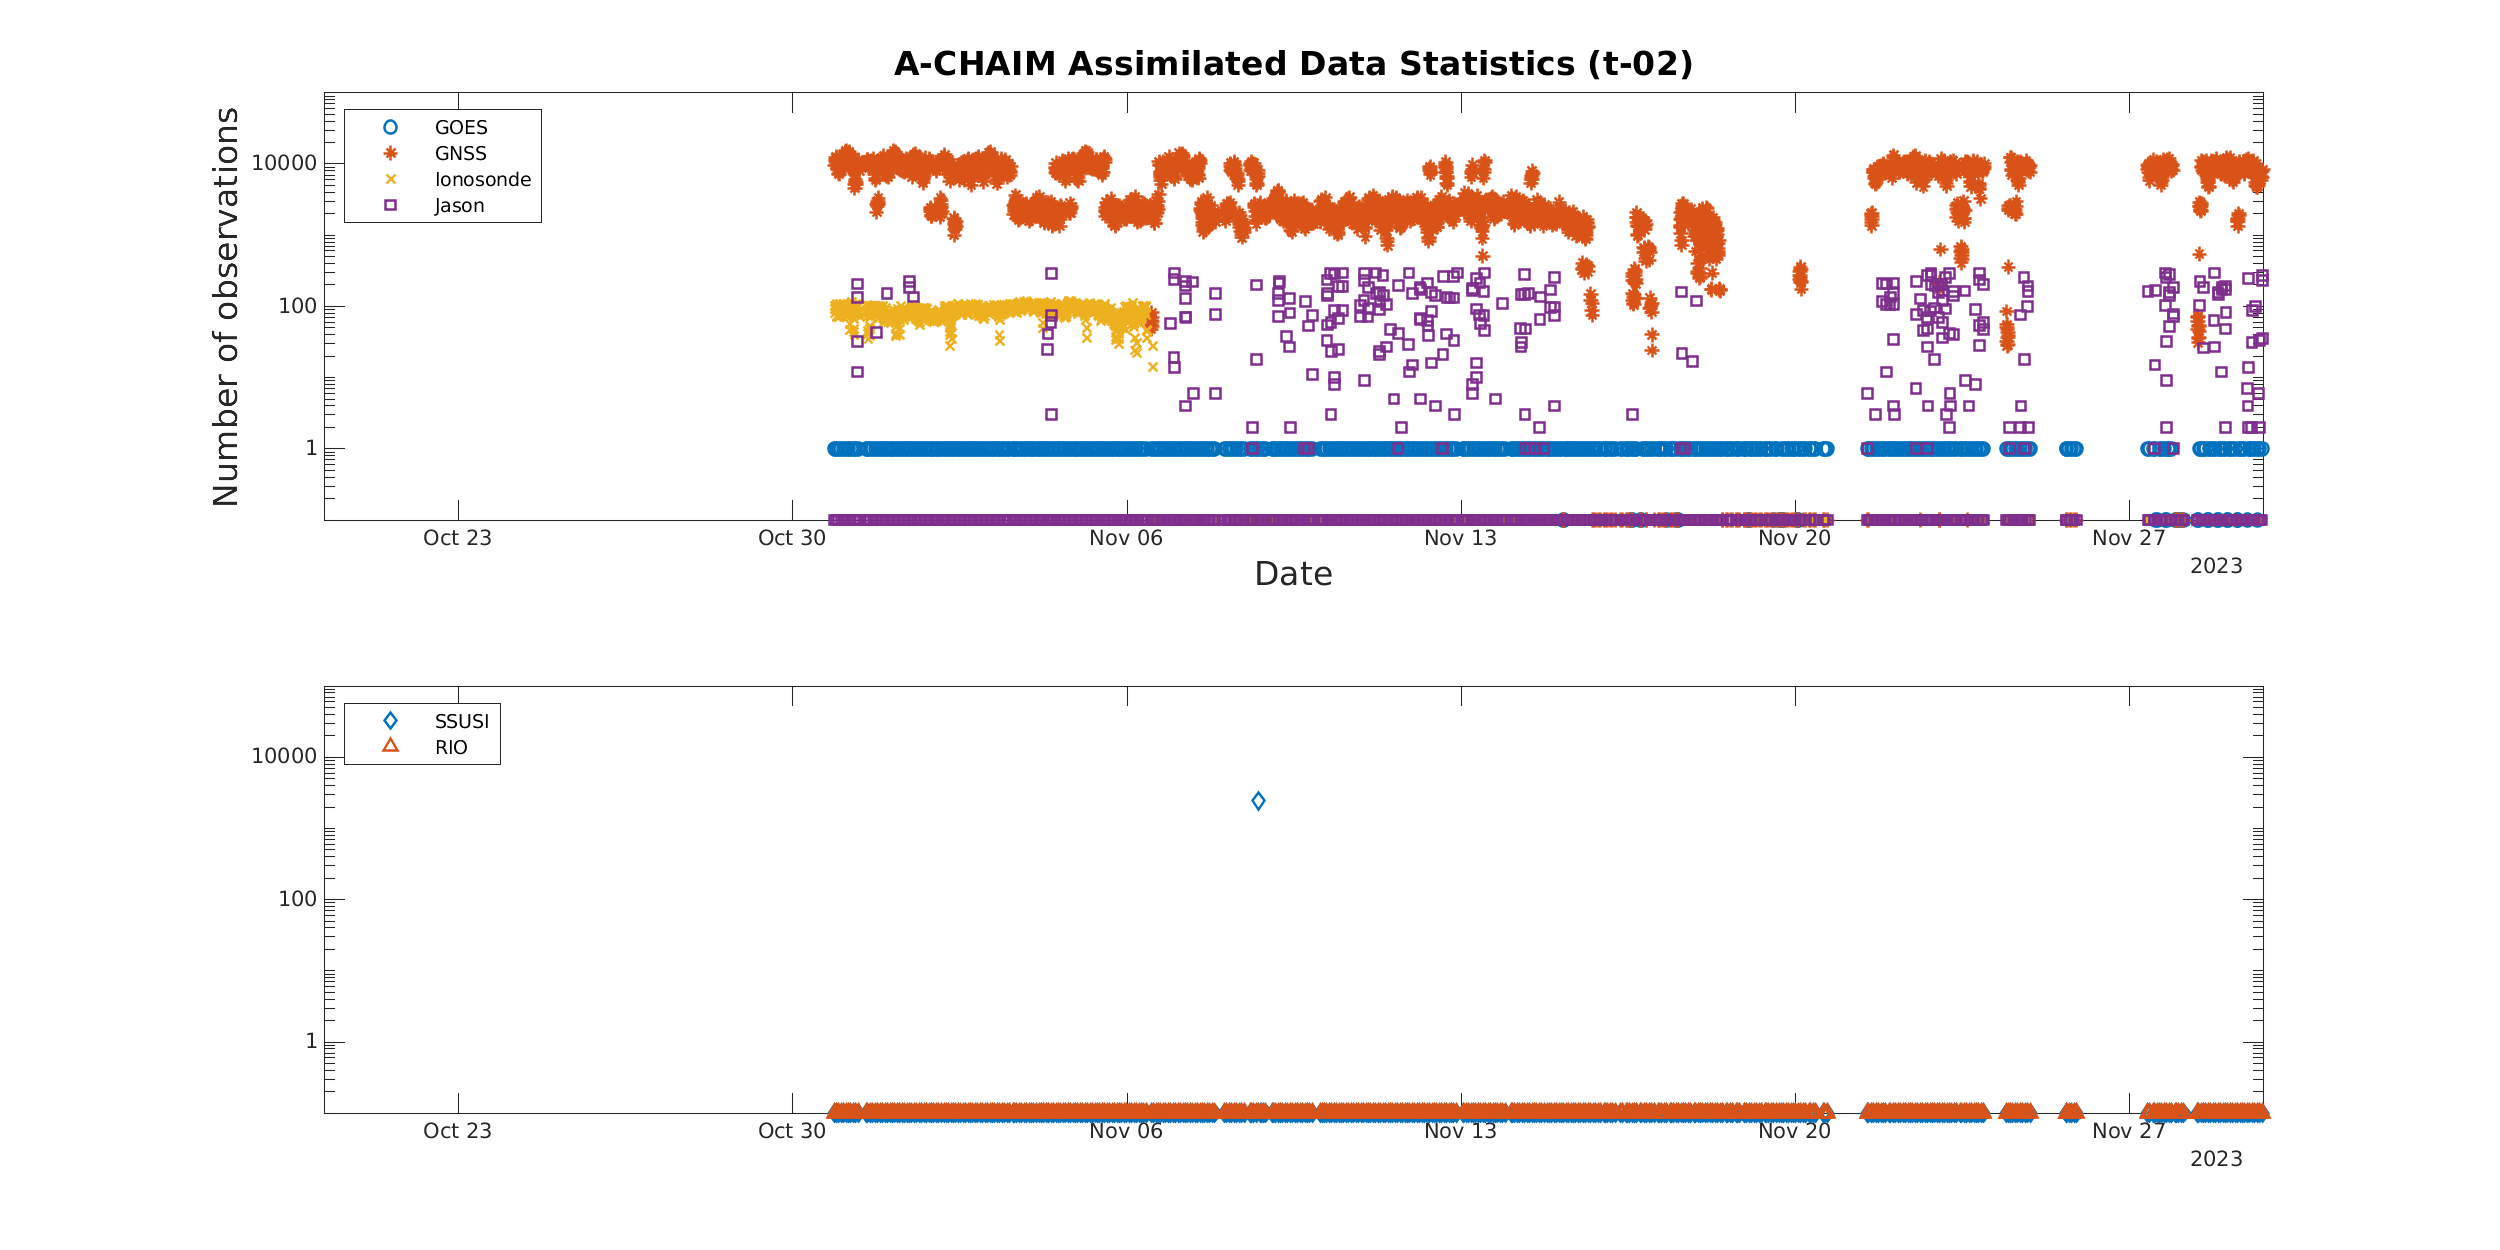 A-CHAIM Assimilated Data Statistics (t-02)
Number of observations
GOES
GNSS
Ionosonde
Jason
10000
100
1
Oct 23 Oct 30 Nov 06 Nov 13 Nov 20 Nov 27
2023
Date
SSUSI
RIO
10000
100
1
Oct 23 Oct 30 Nov 06 Nov 13 Nov 20 Nov 27
2023